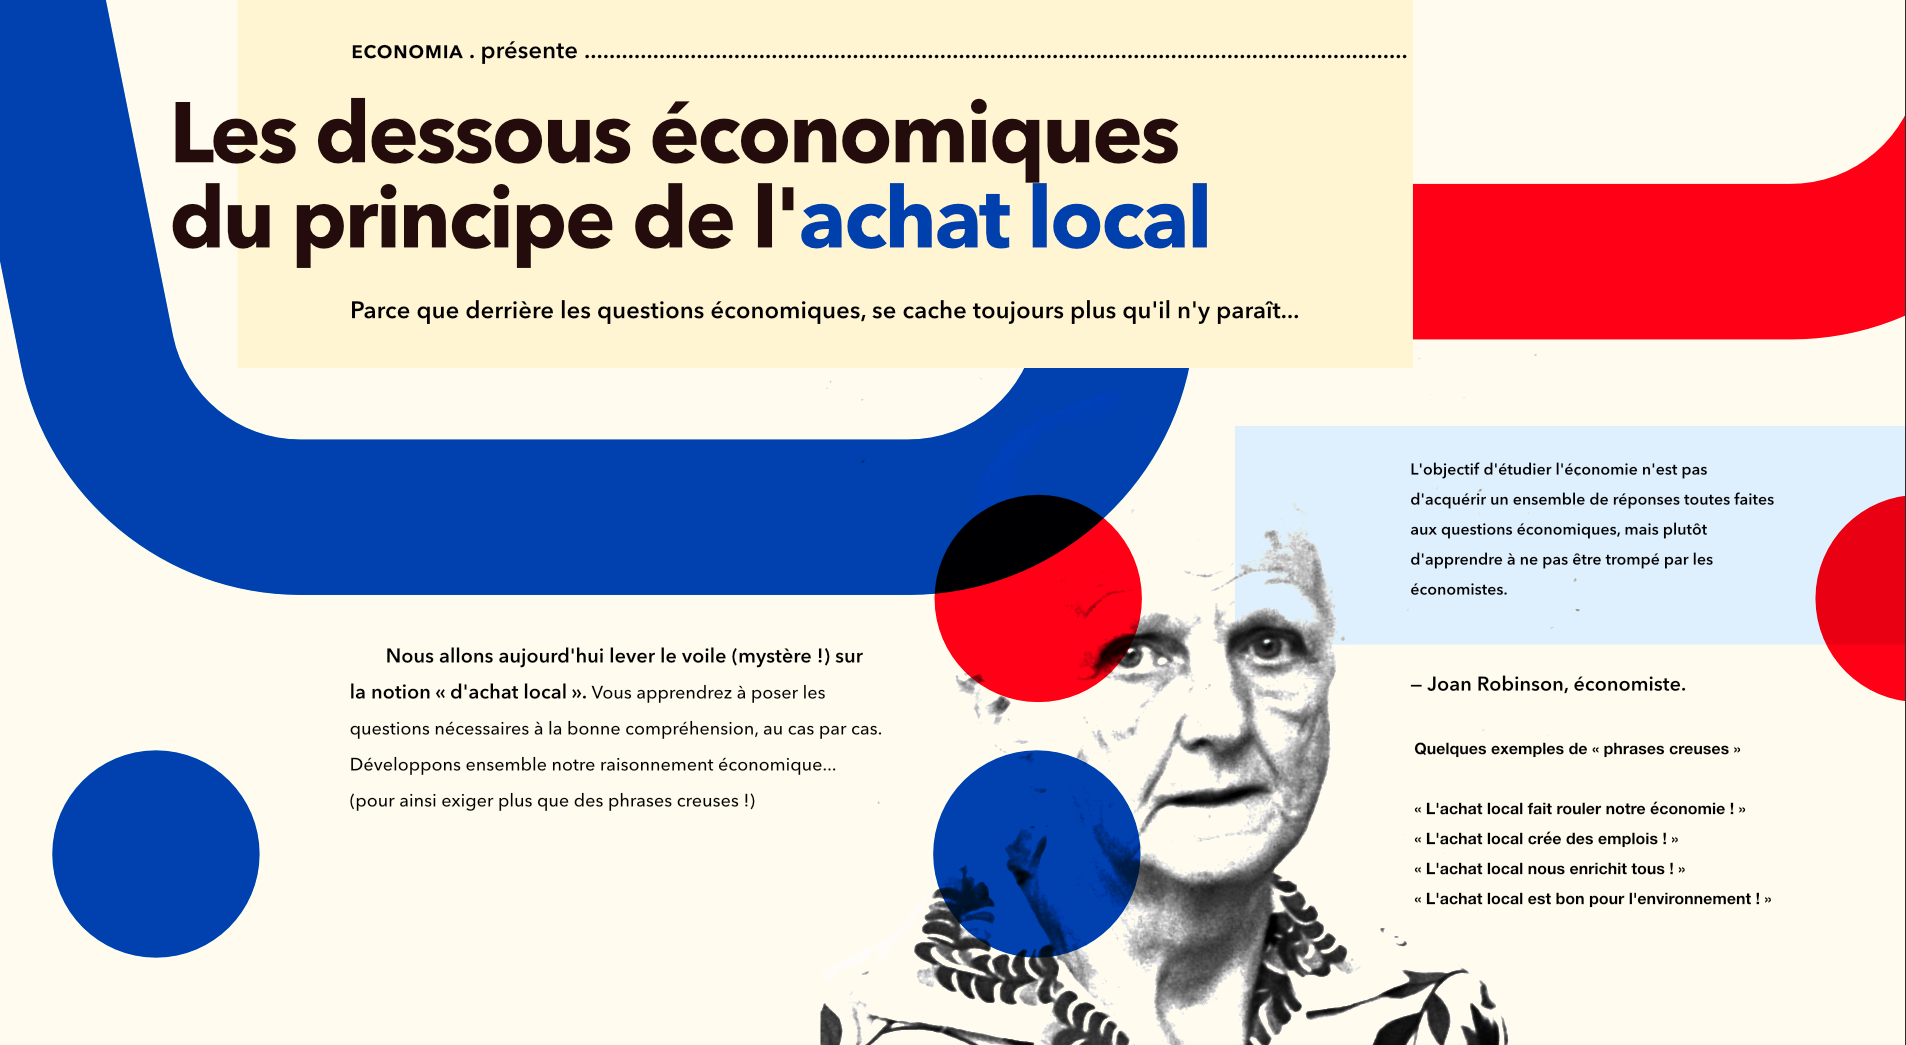 ECONOMIA . présente ....................................................................................................................................
Les dessous économiques
du principe de l'achat local
Parce que derrière les questions économiques, se cache toujours plus qu'il n'y paraît...
L'objectif d'étudier l'économie n'est pas
d'acquérir un ensemble de réponses toutes faites
aux questions économiques, mais plutôt
d'apprendre à ne pas être trompé par les
économistes.
– Joan Robinson, économiste.
Nous allons aujourd'hui lever le voile (mystère !) sur
la notion « d'achat local ». Vous apprendrez à poser les
questions nécessaires à la bonne compréhension, au cas par cas.
Développons ensemble notre raisonnement économique...
(pour ainsi exiger plus que des phrases creuses !)
Quelques exemples de « phrases creuses »
« L'achat local fait rouler notre économie ! »
« L'achat local crée des emplois ! »
« L'achat local nous enrichit tous ! »
« L'achat local est bon pour l'environnement ! »